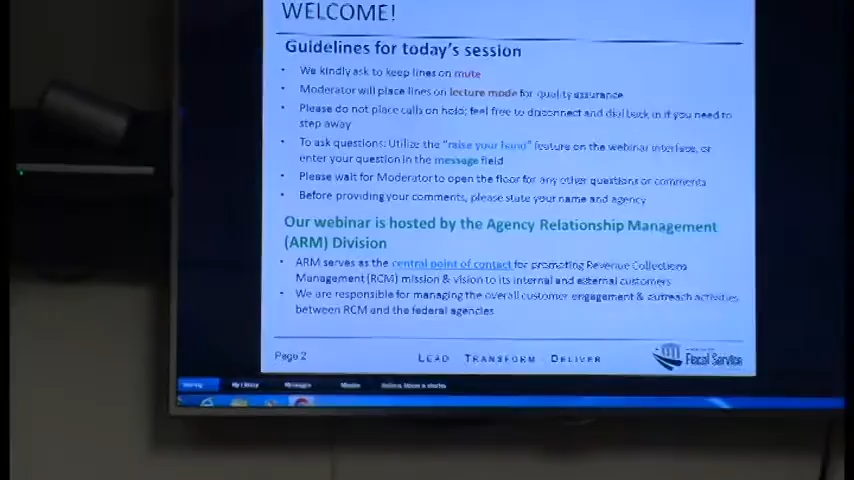 WELCOME!
Guidelines for today's session
• We kindly ask to keep lines on mute
• Moderator will place lines on lecture mode for quality assurance
• Please do not place calls on hold; feel free to disconnect and dial back in if you need to
step away
• To ask questions: Utilize the "raise your hand" feature on the webinar interface, or
enter your question in the message field
• Please wait for Moderator to open the floor for any other questions or comments
• Before providing your comments, please state your name and agency
Our webinar is hosted by the Agency Relationship Management
(ARM) Division
• ARM serves as the central point of contact for promoting Revenue Collections
Management (RCM) mission & vision to its internal and external customers
• We are responsible for managing the overall customer engagement & outreach activities
between RCM and the federal agencies
Page 2
LEAD TRANSFORM DELIVER
Fiscal Service